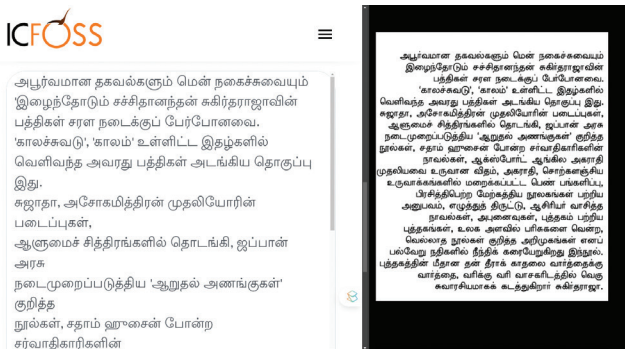 ICFOSS
அபூர்வமான தகவல்களும் மென் நகைச்சுவையும்
'இழைந்தோடும் சச்சிதானந்தன் சுகிர்தராஜாவின்
பத்திகள் சரள நடைக்குப் பேர்போனவை.
'காலச்சுவடு', 'காலம்' உள்ளிட்ட இதழ்களில்
வெளிவந்த அவரது பத்திகள் அடங்கிய தொகுப்பு
இது.
சுஜாதா, அசோகமித்திரன் முதலியோரின்
படைப்புகள்,
ஆளுமைச் சித்திரங்களில் தொடங்கி, ஜப்பான்
அரசு
நடைமுறைப்படுத்திய 'ஆறுதல் அணங்குகள்'
குறித்த
நூல்கள், சதாம் ஹுசைன் போன்ற
சர்வாதிகாரிகளின்
அபூர்வமான தகவல்களும் மென் நகைச்சுவையும்
இழைந்தோடும் சச்சிதானந்தன் சுகிர்தராஜாவின்
பத்திகள் சரள நடைக்குப் பேர்போனவை.
'காலச்சுவடு', 'காலம்' உள்ளிட்ட இதழ்களில்
வெளிவந்த அவரது பத்திகள் அடங்கிய தொகுப்பு இது.
சுஜாதா, அசோகமித்திரன் முதலியோரின் படைப்புகள்,
ஆளுமைச் சித்திரங்களில் தொடங்கி, ஜப்பான் அரசு
நடைமுறைப்படுத்திய 'ஆறுதல் அணங்குகள்' குறித்த
நூல்கள், சதாம் ஹுசைன் போன்ற சர்வாதிகாரிகளின்
நாவல்கள், ஆக்ஸ்போர்ட் ஆங்கில அகராதி
முதலியவை உருவான விதம், அகராதி, சொற்களஞ்சிய
உருவாக்கங்களில் மறைக்கப்பட்ட பெண் பங்களிப்பு,
பிரசித்திபெற்ற மேற்கத்திய நூலகங்கள் பற்றிய
அனுபவம், எழுத்துத் திருட்டு, ஆசிரியர் வாசித்த
நாவல்கள், அபுனைவுகள், புத்தகம் பற்றிய
புத்தகங்கள், உலக அளவில் பரிசுகளை வென்ற,
வெல்லாத நூல்கள் குறித்த அறிமுகங்கள் எனப்
பல்வேறு நதிகளில் நீந்திக் கரையேறுகிறது இந்நூல்.
புத்தகத்தின் மீதான தன் தீராக் காதலை வார்த்தைக்கு
வார்த்தை, வரிக்கு வரி வாசகரிடத்தில் வெகு
சுவாரசியமாகக் கடத்துகிறார் சுகிர்தராஜா.